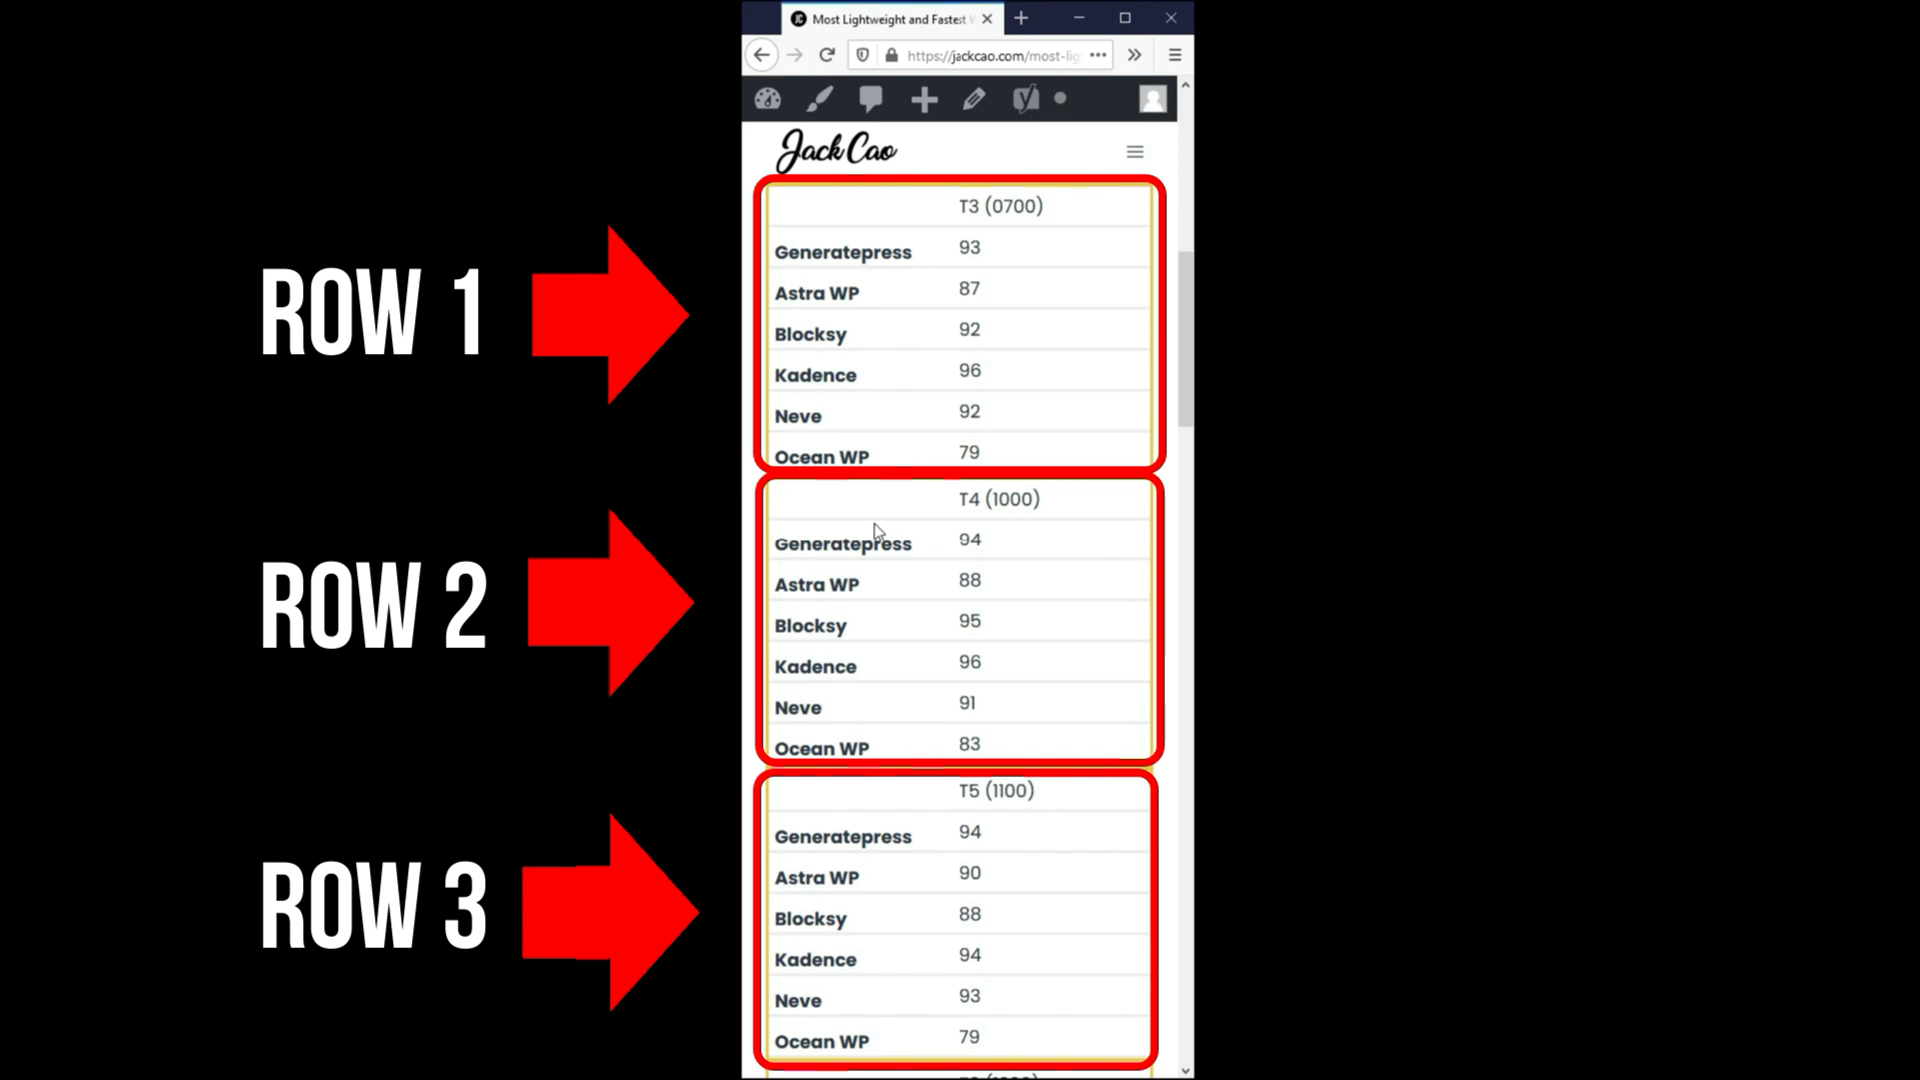 Most Lightweight and Fastest W
https://jackcao.com/most-lig
Jack Cao
ROW 1
T3 (0700)
Generatepress 93
Astra WP 87
Blocksy 92
Kadence 96
Neve 92
Ocean WP 79
ROW 2
T4 (1000)
Generatepress 94
Astra WP 88
Blocksy 95
Kadence 96
Neve 91
Ocean WP 83
ROW 3
T5 (1100)
Generatepress 94
Astra WP 90
Blocksy 88
Kadence 94
Neve 93
Ocean WP 79